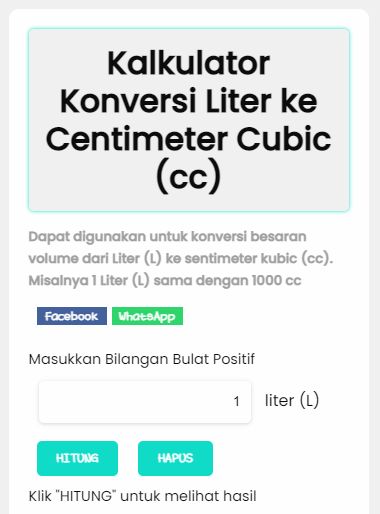 Kalkulator
Konversi Liter ke
Centimeter Cubic
(cc)
Dapat digunakan untuk konversi besaran
volume dari Liter (L) ke sentimeter kubic (cc).
Misalnya 1 Liter (L) sama dengan 1000 cc
Facebook WhatsApp
Masukkan Bilangan Bulat Positif
1 liter (L)
HITUNG HAPUS
Klik "HITUNG" untuk melihat hasil